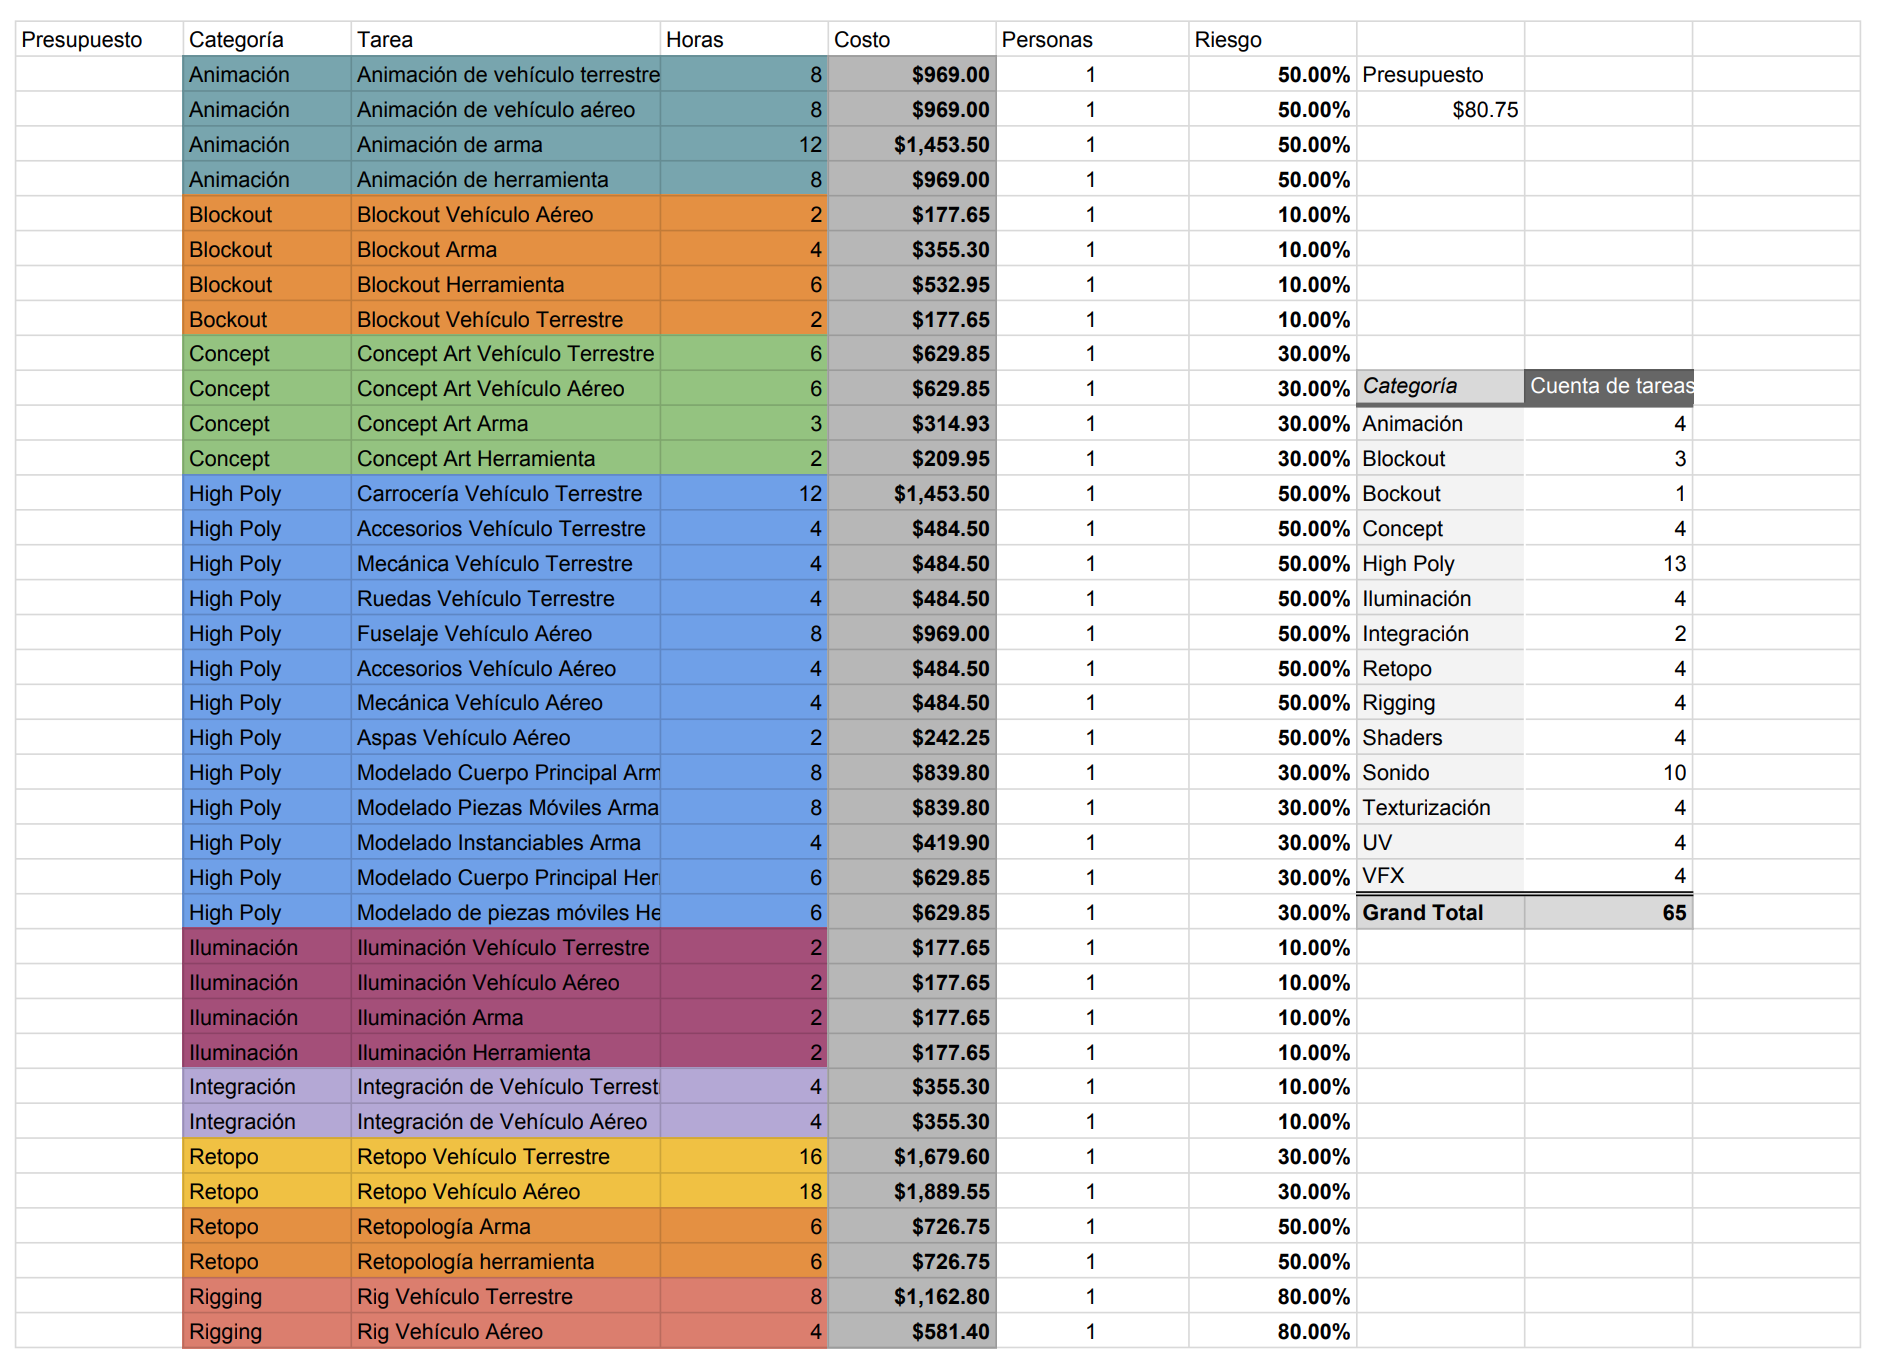 Presupuesto Categoría Tarea Horas Costo Personas Riesgo
Animación Animación de vehículo terrestre 8 $969.00 1 50.00% Presupuesto
Animación Animación de vehículo aéreo 8 $969.00 1 50.00% $80.75
Animación Animación de arma 12 $1,453.50 1 50.00%
Animación Animación de herramienta 8 $969.00 1 50.00%
Blockout Blockout Vehículo Aéreo 2 $177.65 1 10.00%
Blockout Blockout Arma 4 $355.30 1 10.00%
Blockout Blockout Herramienta 6 $532.95 1 10.00%
Bockout Blockout Vehículo Terrestre 2 $177.65 1 10.00%
Concept Concept Art Vehículo Terrestre 6 $629.85 1 30.00%
Concept Concept Art Vehículo Aéreo 6 $629.85 1 30.00% Categoría Cuenta de tareas
Concept Concept Art Arma 3 $314.93 1 30.00% Animación 4
Concept Concept Art Herramienta 2 $209.95 1 30.00% Blockout 3
High Poly Carrocería Vehículo Terrestre 12 $1,453.50 1 50.00% Bockout 1
High Poly Accesorios Vehículo Terrestre 4 $484.50 1 50.00% Concept 4
High Poly Mecánica Vehículo Terrestre 4 $484.50 1 50.00% High Poly 13
High Poly Ruedas Vehículo Terrestre 4 $484.50 1 50.00% Iluminación 4
High Poly Fuselaje Vehículo Aéreo 8 $969.00 1 50.00% Integración 2
High Poly Accesorios Vehículo Aéreo 4 $484.50 1 50.00% Retopo 4
High Poly Mecánica Vehículo Aéreo 4 $484.50 1 50.00% Rigging 4
High Poly Aspas Vehículo Aéreo 2 $242.25 1 50.00% Shaders 4
High Poly Modelado Cuerpo Principal Arm 8 $839.80 1 30.00% Sonido 10
High Poly Modelado Piezas Móviles Arma 8 $839.80 1 30.00% Texturización 4
High Poly Modelado Instanciables Arma 4 $419.90 1 30.00% UV 4
High Poly Modelado Cuerpo Principal Her 6 $629.85 1 30.00% VFX 4
High Poly Modelado de piezas móviles He 6 $629.85 1 30.00% Grand Total 65
Iluminación Iluminación Vehículo Terrestre 2 $177.65 1 10.00%
Iluminación Iluminación Vehículo Aéreo 2 $177.65 1 10.00%
Iluminación Iluminación Arma 2 $177.65 1 10.00%
Iluminación Iluminación Herramienta 2 $177.65 1 10.00%
Integración Integración de Vehículo Terrest 4 $355.30 1 10.00%
Integración Integración de Vehículo Aéreo 4 $355.30 1 10.00%
Retopo Retopo Vehículo Terrestre 16 $1,679.60 1 30.00%
Retopo Retopo Vehículo Aéreo 18 $1,889.55 1 30.00%
Retopo Retopología Arma 6 $726.75 1 50.00%
Retopo Retopología herramienta 6 $726.75 1 50.00%
Rigging Rig Vehículo Terrestre 8 $1,162.80 1 80.00%
Rigging Rig Vehículo Aéreo 4 $581.40 1 80.00%